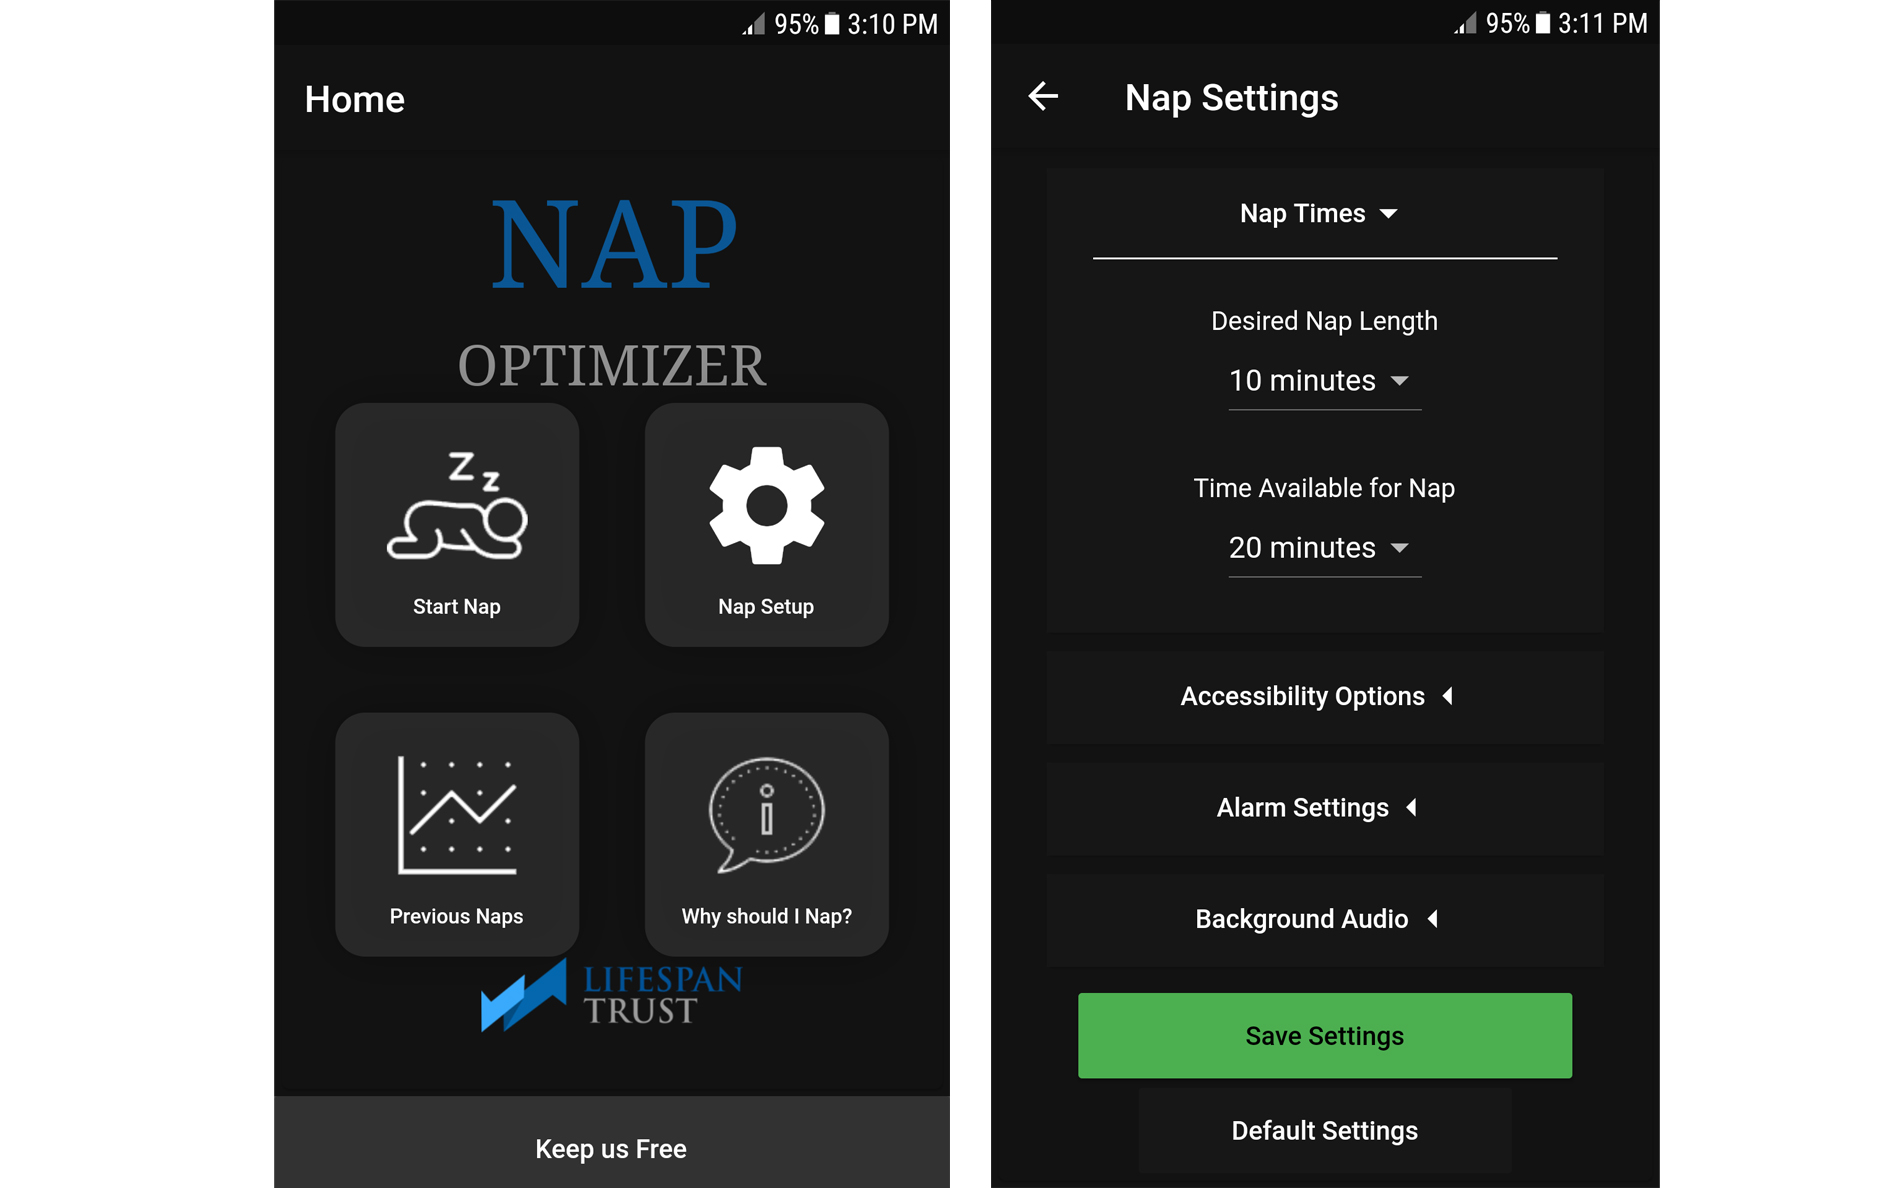 95% 3:10 PM
Home
NAP
OPTIMIZER
Z z
Start Nap
Nap Setup
Previous Naps
i
Why should I Nap?
LIFESPAN
TRUST
Keep us Free
95% 3:11 PM
Nap Settings
Nap Times
Desired Nap Length
10 minutes
Time Available for Nap
20 minutes
Accessibility Options
Alarm Settings
Background Audio
Save Settings
Default Settings